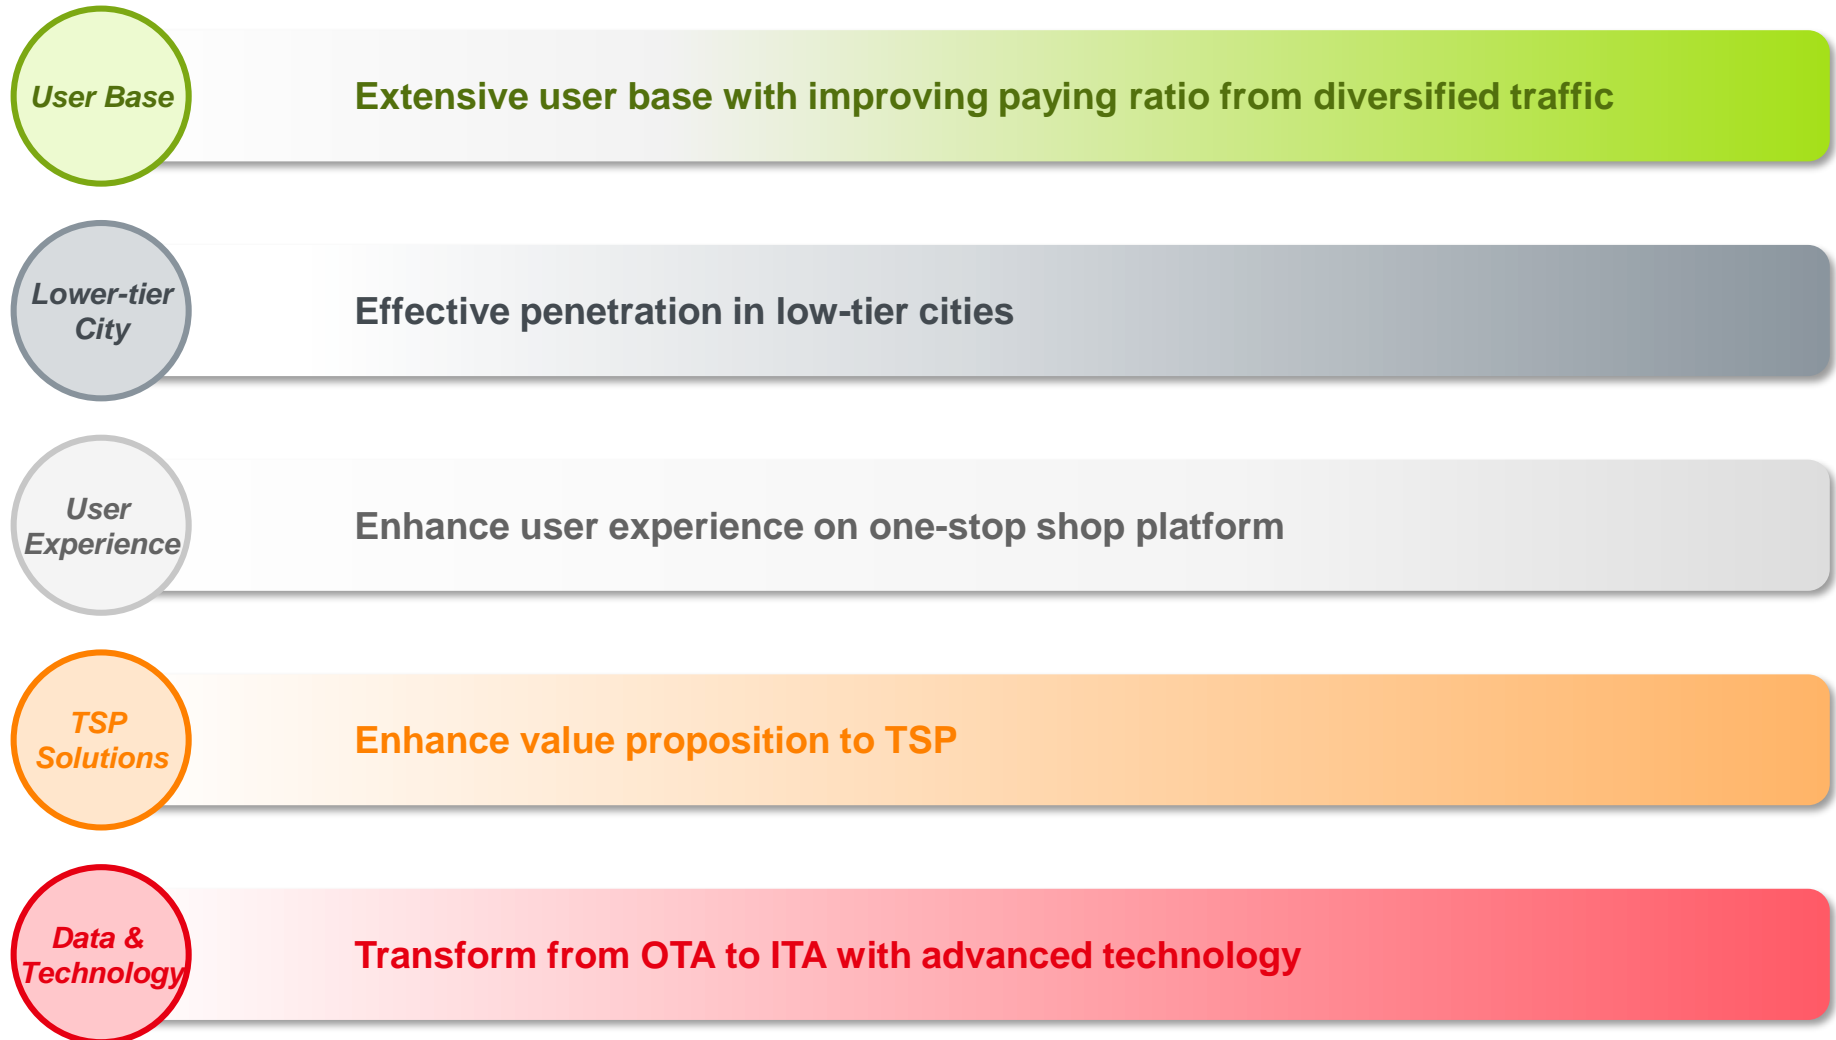 User Base
Extensive user base with improving paying ratio from diversified traffic
Lower-tier
City
Effective penetration in low-tier cities
User
Experience
Enhance user experience on one-stop shop platform
TSP
Solutions
Enhance value proposition to TSP
Data &
Technology
Transform from OTA to ITA with advanced technology